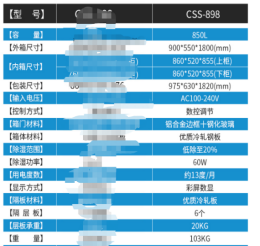 【型 号】 CSS-898
【容 量】 850L
【外箱尺寸】 900*550*1800(mm)
【内箱尺寸】 860*520*855(上柜)
860*520*855(下柜)
【包装尺寸】 975*630*1820(mm)
【输入电压】 AC100-240V
【控制方式】 数控调节
【箱门材料】 铝合金边框十钢化玻璃
【箱体材料】 优质冷轧钢板
【除湿范围】 低除至20%
【除湿功率】 60W
【用电度数】 约13度/月
【显示方式】 彩屏数显
【隔板材料】 优质冷轧板
【隔 层 板】 6个
【层板承重】 20KG
【重 量】 103KG